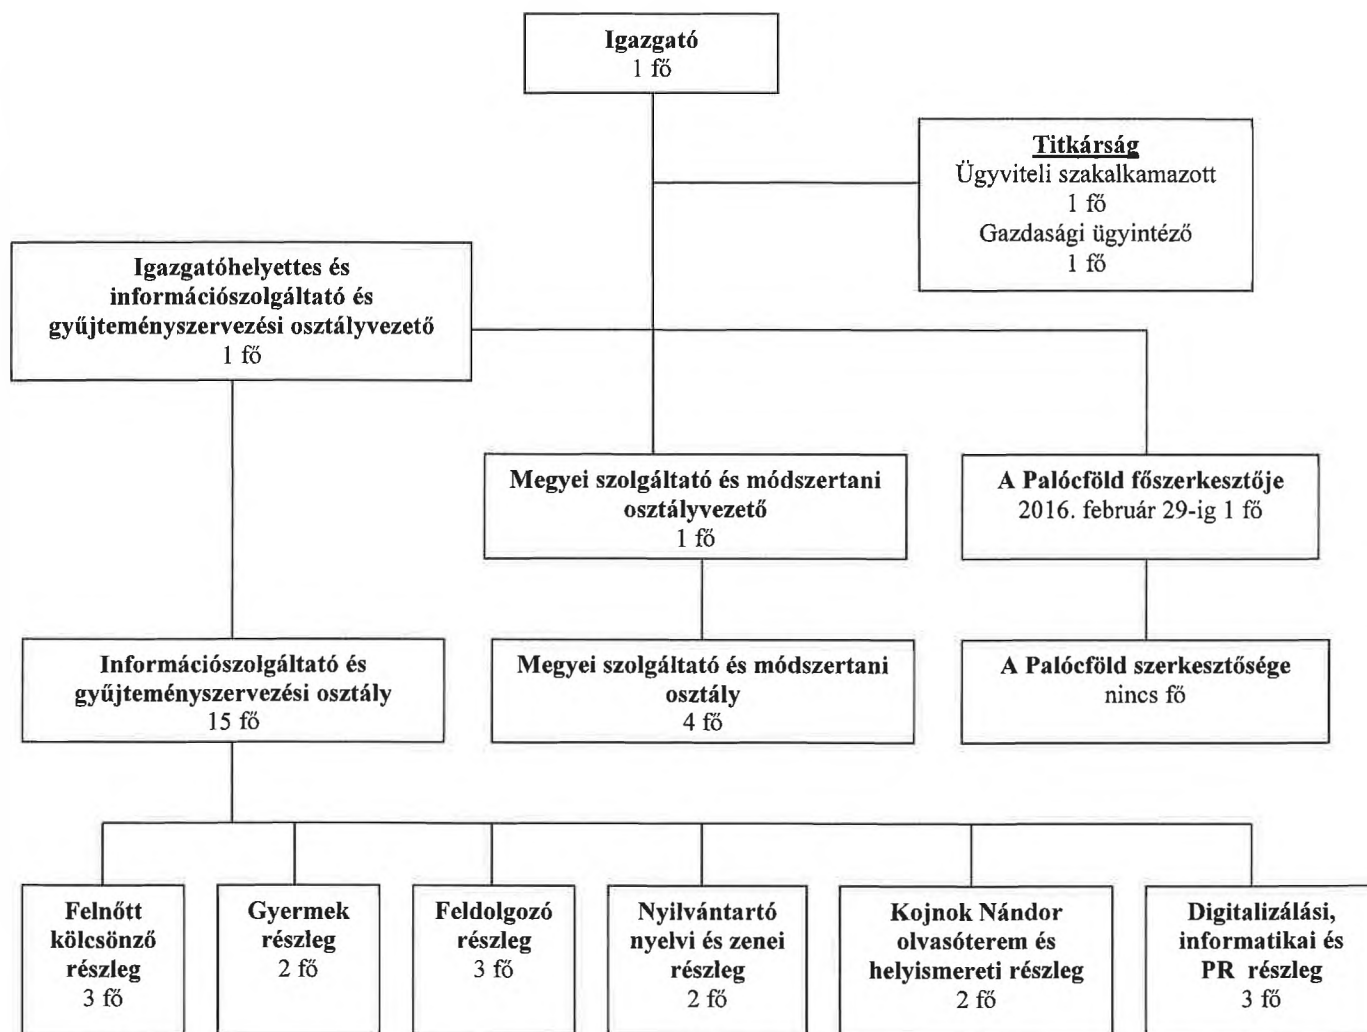 Igazgató
1 fő
Titkárság
Ügyviteli szakalkamazott
1 fő
Gazdasági ügyintéző
1 fő
Igazgatóhelyettes és
információszolgáltató és
gyűjteményszervezési osztályvezető
1 fő
Megyei szolgáltató és módszertani
osztályvezető
1 fő
A Palócföld főszerkesztője
2016. február 29-ig 1 fő
Információszolgáltató és
gyűjteményszervezési osztály
15 fő
Megyei szolgáltató és módszertani
osztály
4 fő
A Palócföld szerkesztősége
nincs fő
Felnőtt
kölcsönző
részleg
3 fő
Gyermek
részleg
2 fő
Feldolgozó
részleg
3 fő
Nyilvántartó
nyelvi és zenei
részleg
2 fő
Kojnok Nándor
olvasóterem és
helyismereti részleg
2 fő
Digitalizálási,
informatikai és
PR részleg
3 fő